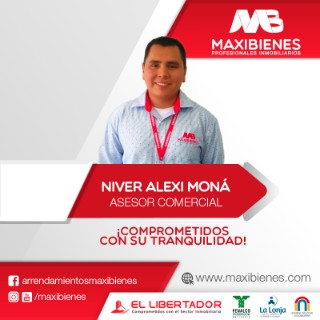 MB
MAXIBIENES
PROFESIONALES INMOBILIARIOS
NIVER ALEXI MONÁ
ASESOR COMERCIAL
¡COMPROMETIDOS
CON SU TRANQUILIDAD!
arrendamientosmaxibienes
www.maxibienes.com
/maxibienes
EL LIBERTADOR
Comprometidos con el Sector Inmobiliario
FENALCO
La Lonja